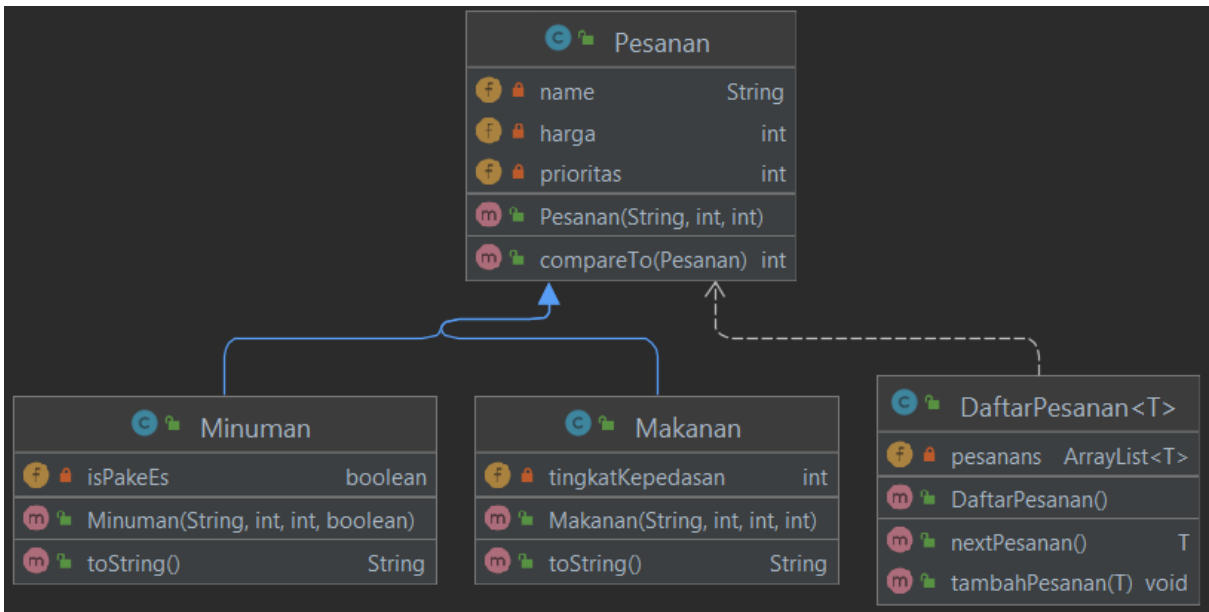 Pesanan
name String
harga int
prioritas int
Pesanan(String, int, int)
compareTo(Pesanan) int
Minuman
isPakeEs boolean
Minuman(String, int, int, boolean)
toString() String
Makanan
tingkatKepedasan int
Makanan(String, int, int, int)
toString() String
DaftarPesanan<T>
pesanans ArrayList<T>
DaftarPesanan()
nextPesanan() T
tambahPesanan(T) void